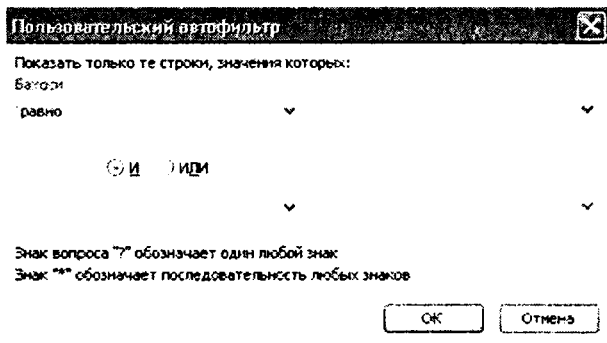 Пользовательский автофильтр
Показать только те строки, значения которых:
равно
И ИЛИ
Знак вопроса "?" обозначает один любой знак
Знак "*" обозначает последовательность любых знаков
ОК Отмена